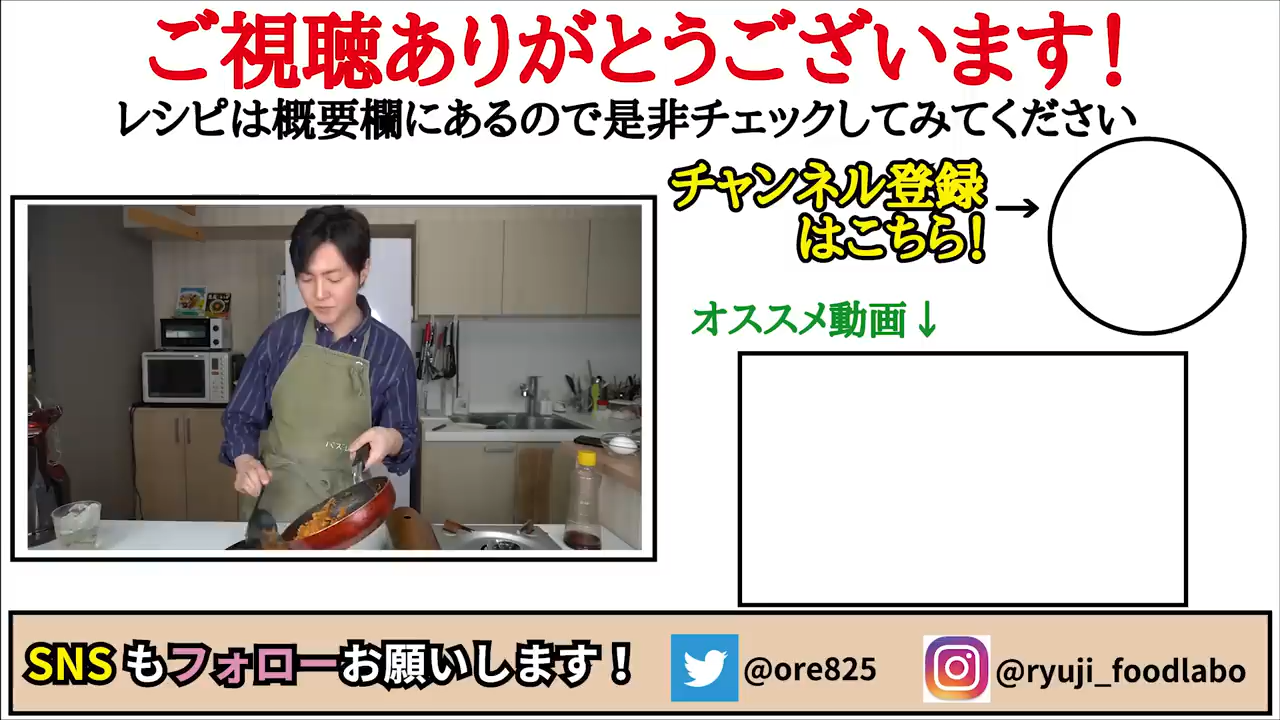 ご視聴ありがとうございます!
レシピは概要欄にあるので是非チェックしてみてください
チャンネル登録
はこちら!
→
オススメ動画↓
SNSもフォローお願いします！
@ore825
@ryuji_foodlabo